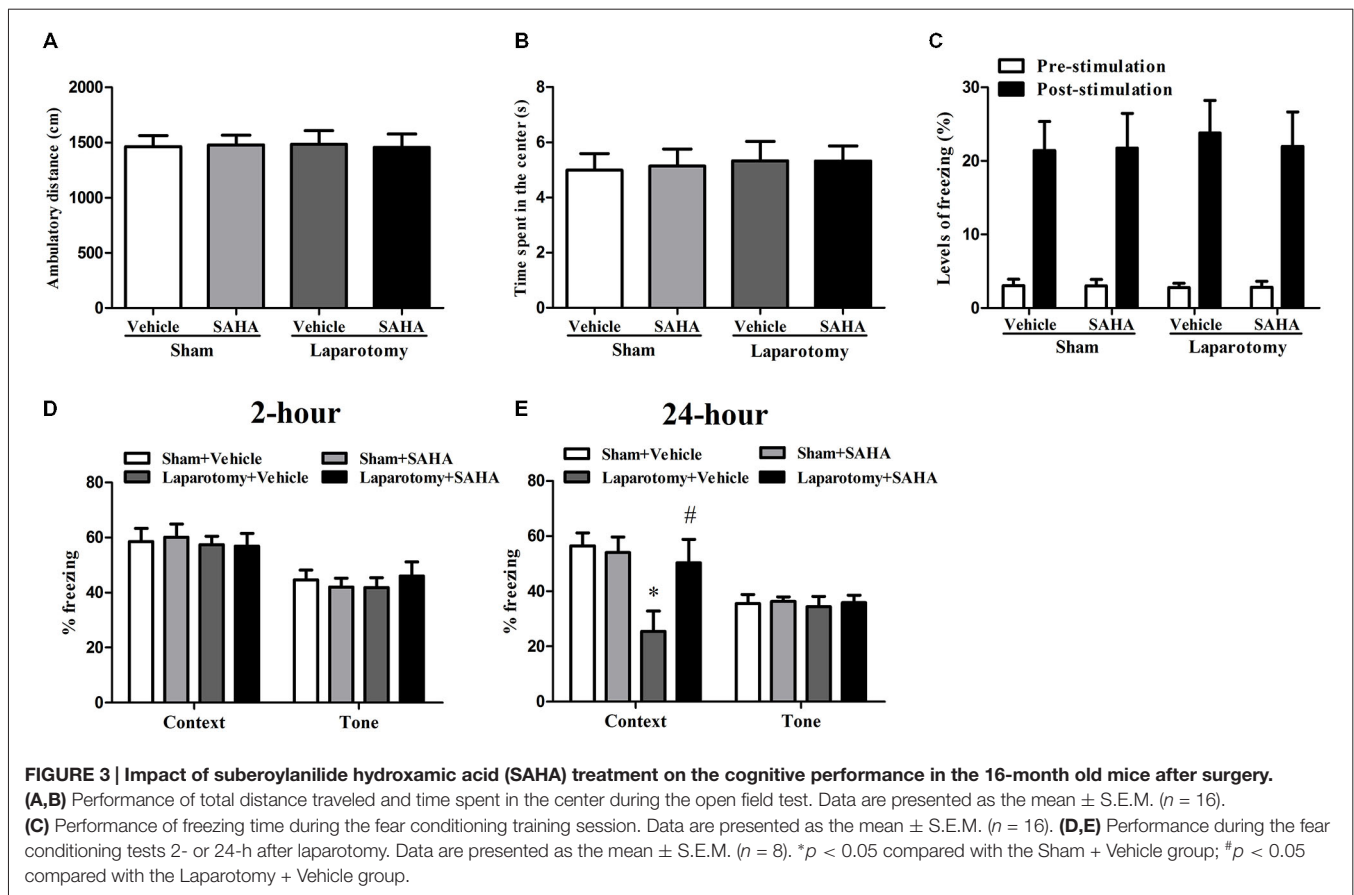 A
B
C
2000
1500
1000
500
0
Ambulatory distance (cm)
Vehicle SAHA Vehicle SAHA
Sham Laparotomy
8
6
4
2
0
Time spent in the center (s)
Vehicle SAHA Vehicle SAHA
Sham Laparotomy
Pre-stimulation
Post-stimulation
30
20
10
0
Levels of freezing (%)
Vehicle SAHA Vehicle SAHA
Sham Laparotomy
D 2-hour
Sham+Vehicle Sham+SAHA
Laparotomy+Vehicle Laparotomy+SAHA
80
60
40
20
0
% freezing
Context Tone
E 24-hour
Sham+Vehicle Sham+SAHA
Laparotomy+Vehicle Laparotomy+SAHA
80
60
40
20
0
% freezing
*
#
Context Tone
FIGURE 3 | Impact of suberoylanilide hydroxamic acid (SAHA) treatment on the cognitive performance in the 16-month old mice after surgery.
(A,B) Performance of total distance traveled and time spent in the center during the open field test. Data are presented as the mean ± S.E.M. (n = 16).
(C) Performance of freezing time during the fear conditioning training session. Data are presented as the mean ± S.E.M. (n = 16). (D,E) Performance during the fear
conditioning tests 2- or 24-h after laparotomy. Data are presented as the mean ± S.E.M. (n = 8). *p < 0.05 compared with the Sham + Vehicle group; #p < 0.05
compared with the Laparotomy + Vehicle group.